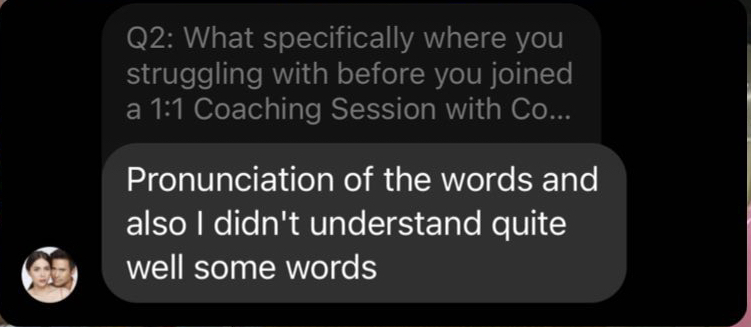 Q2: What specifically where you
struggling with before you joined
a 1:1 Coaching Session with Co...
Pronunciation of the words and
also I didn't understand quite
well some words